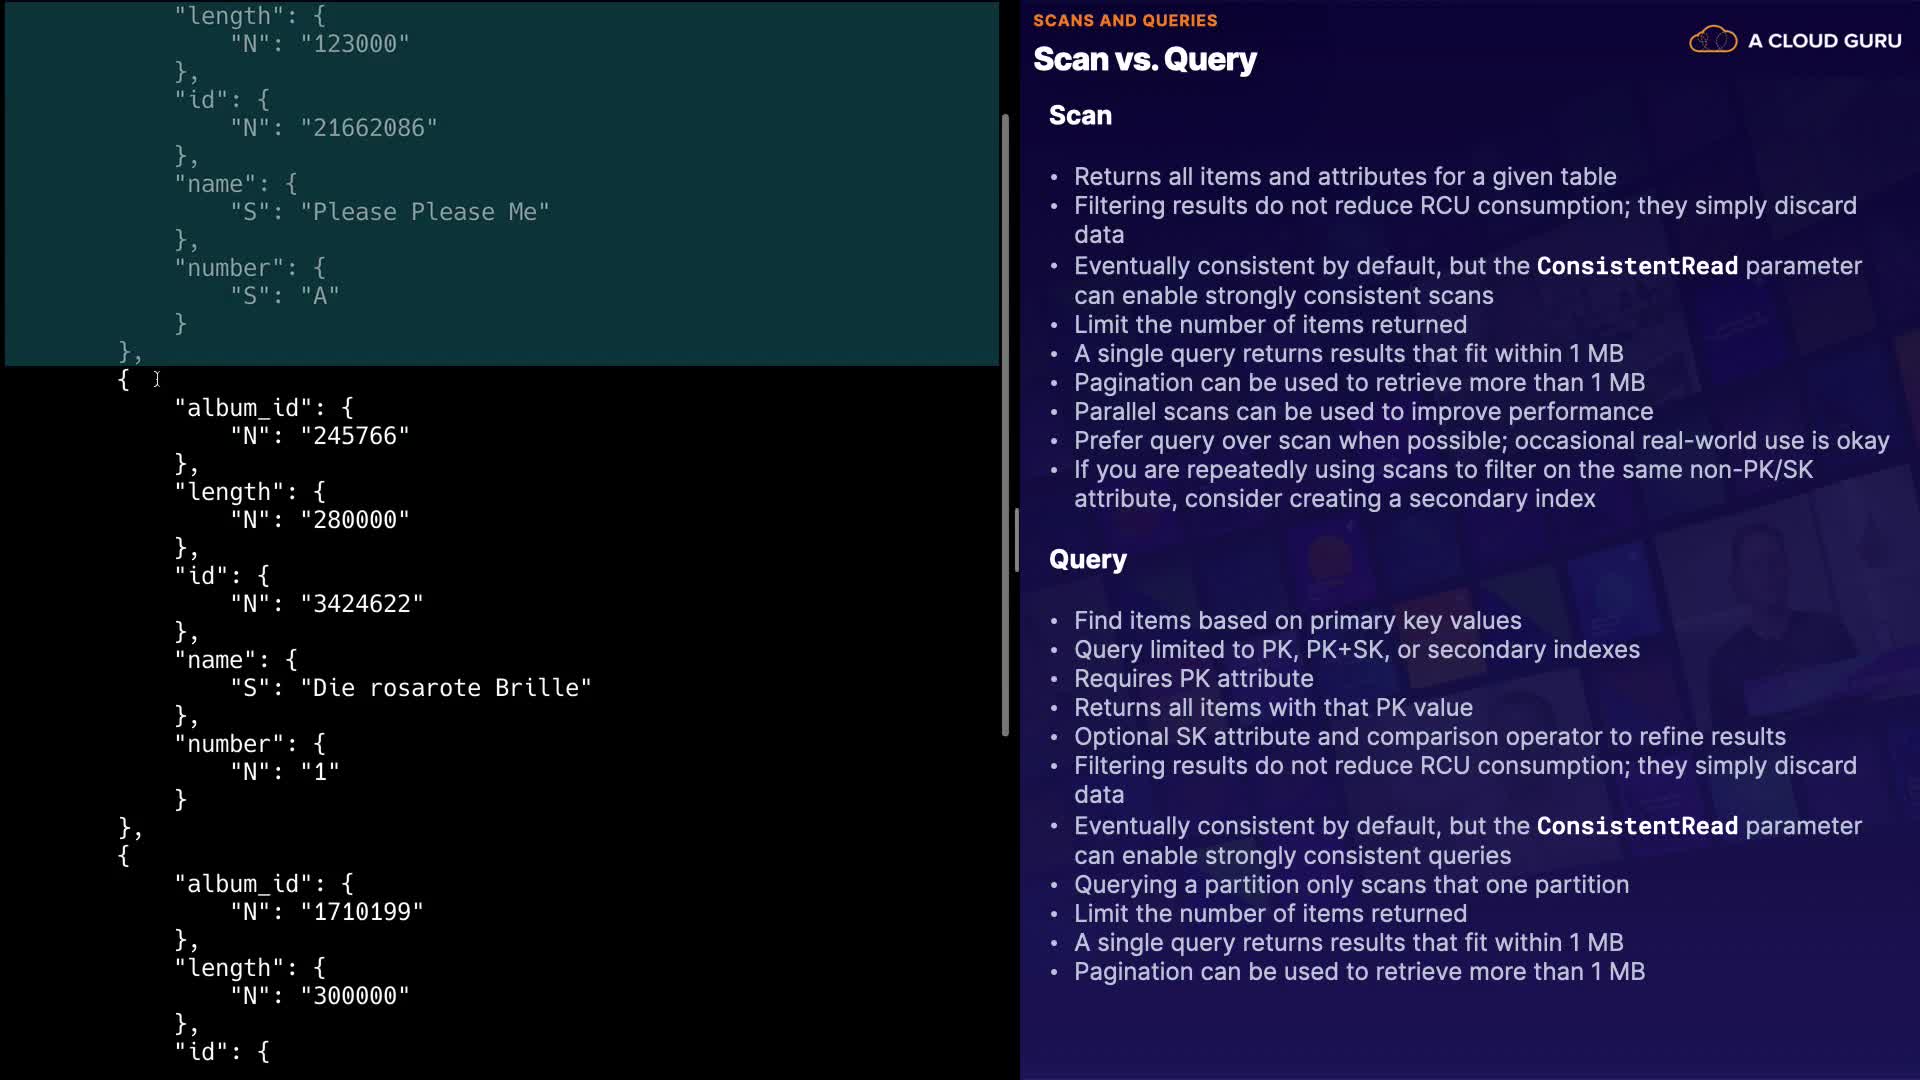 "length": {
"N": "123000"
},
"id": {
"N": "21662086"
},
"name": {
"S": "Please Please Me"
},
"number": {
"S": "A"
}
},
{
"album_id": {
"N": "245766"
},
"length": {
"N": "280000"
},
"id": {
"N": "3424622"
},
"name": {
"S": "Die rosarote Brille"
},
"number": {
"N": "1"
}
},
{
"album_id": {
"N": "1710199"
},
"length": {
"N": "300000"
},
"id": {
SCANS AND QUERIES
A CLOUD GURU
Scan vs. Query
Scan
• Returns all items and attributes for a given table
• Filtering results do not reduce RCU consumption; they simply discard
data
• Eventually consistent by default, but the ConsistentRead parameter
can enable strongly consistent scans
• Limit the number of items returned
• A single query returns results that fit within 1 MB
• Pagination can be used to retrieve more than 1 MB
• Parallel scans can be used to improve performance
• Prefer query over scan when possible; occasional real-world use is okay
• If you are repeatedly using scans to filter on the same non-PK/SK
attribute, consider creating a secondary index
Query
• Find items based on primary key values
• Query limited to PK, PK+SK, or secondary indexes
• Requires PK attribute
• Returns all items with that PK value
• Optional SK attribute and comparison operator to refine results
• Filtering results do not reduce RCU consumption; they simply discard
data
• Eventually consistent by default, but the ConsistentRead parameter
can enable strongly consistent queries
• Querying a partition only scans that one partition
• Limit the number of items returned
• A single query returns results that fit within 1 MB
• Pagination can be used to retrieve more than 1 MB